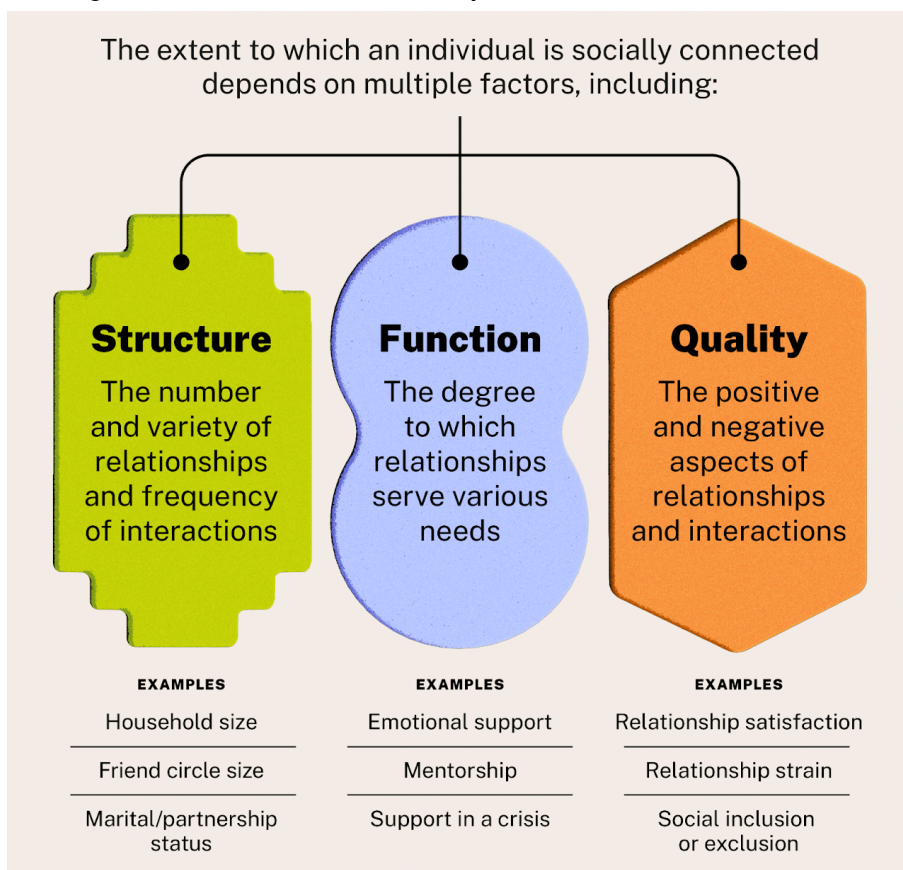 The extent to which an individual is socially connected
depends on multiple factors, including:
Structure
The number
and variety of
relationships
and frequency
of interactions
Function
The degree
to which
relationships
serve various
needs
Quality
The positive
and negative
aspects of
relationships
and interactions
EXAMPLES
Household size
Friend circle size
Marital/partnership
status
EXAMPLES
Emotional support
Mentorship
Support in a crisis
EXAMPLES
Relationship satisfaction
Relationship strain
Social inclusion
or exclusion